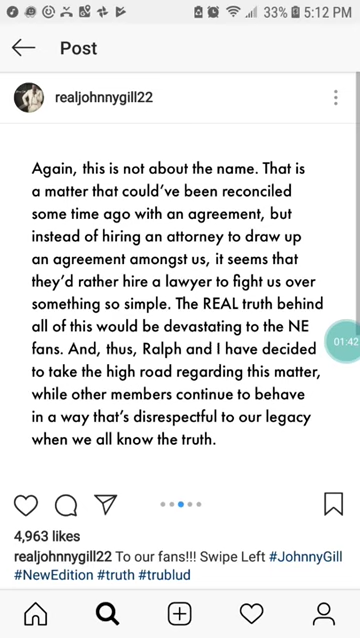 33% 5:12 PM
Post
realjohnnygill22
Again, this is not about the name. That is
a matter that could've been reconciled
some time ago with an agreement, but
instead of hiring an attorney to draw up
an agreement amongst us, it seems that
they'd rather hire a lawyer to fight us over
something so simple. The REAL truth behind
all of this would be devastating to the NE
fans. And, thus, Ralph and I have decided
to take the high road regarding this matter,
while other members continue to behave
in a way that's disrespectful to our legacy
when we all know the truth.
01:42
4,963 likes
realjohnnygill22 To our fans!!! Swipe Left #JohnnyGill
#NewEdition #truth #trublud